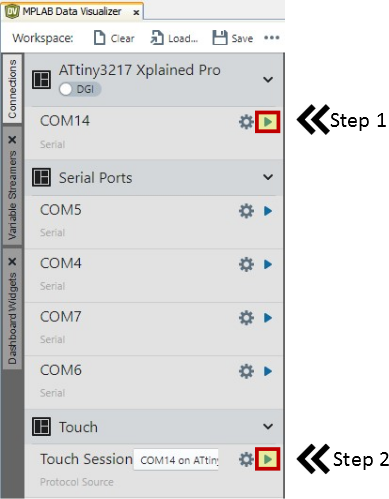 DV MPLAB Data Visualizer ×
Workspace: Clear Load... Save
Connections
Variable Streamers ×
Dashboard Widgets ×
ATtiny3217 Xplained Pro
DGI
COM14
Serial
Step 1
Serial Ports
COM5
Serial
COM4
Serial
COM7
Serial
COM6
Serial
Touch
Touch Session COM14 on ATtiny
Protocol Source
Step 2